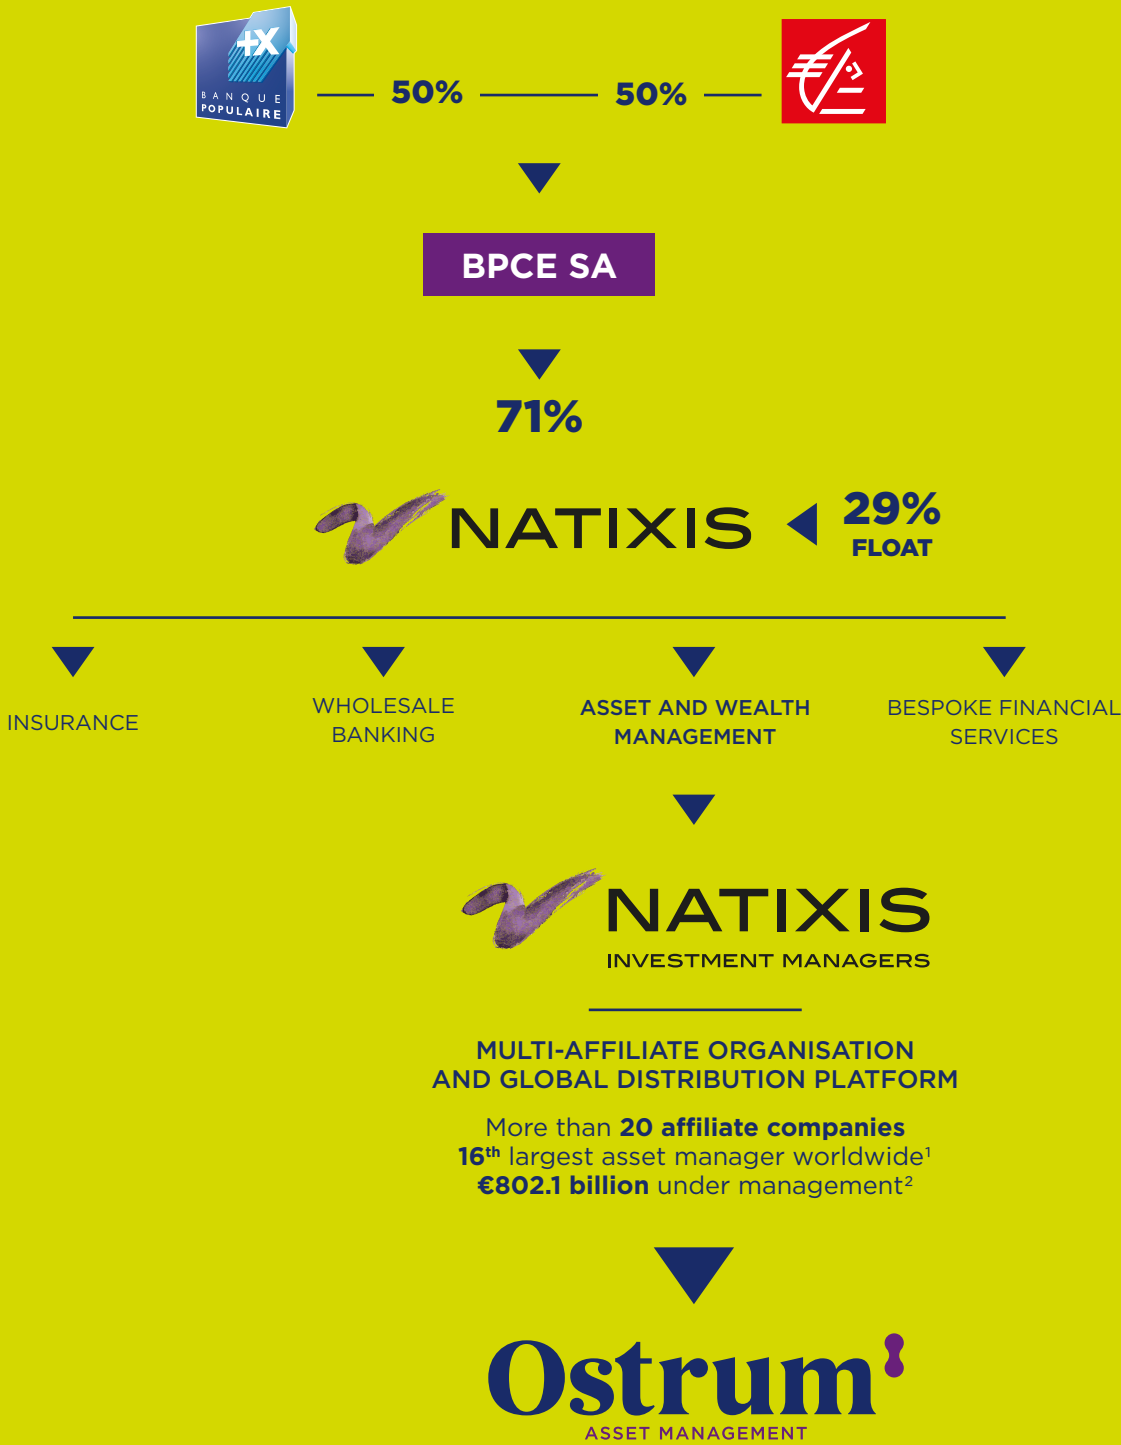 +X
BANQUE
POPULAIRE
50%
50%
BPCE SA
71%
NATIXIS
29%
FLOAT
INSURANCE
WHOLESALE
BANKING
ASSET AND WEALTH
MANAGEMENT
BESPOKE FINANCIAL
SERVICES
NATIXIS
INVESTMENT MANAGERS
MULTI-AFFILIATE ORGANISATION
AND GLOBAL DISTRIBUTION PLATFORM
More than 20 affiliate companies
16th largest asset manager worldwide¹
€802.1 billion under management²
Ostrum
ASSET MANAGEMENT